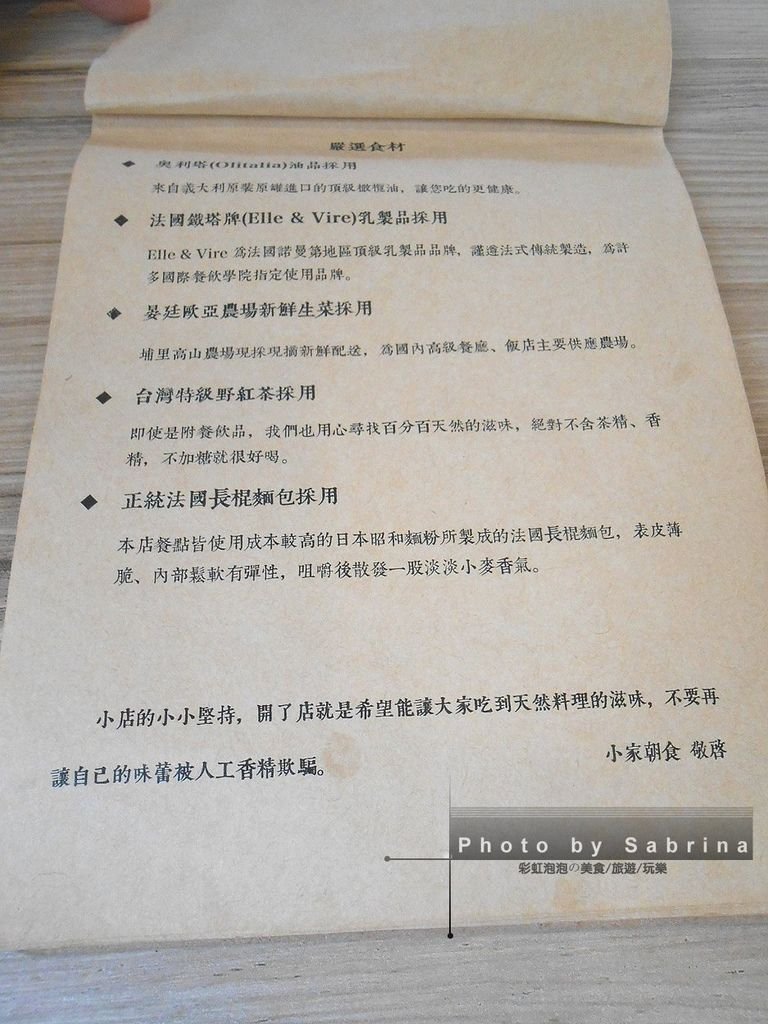 嚴選食材
◆ 奧利塔(Olitalia)油品採用
來自義大利原裝原罐進口的頂級橄欖油，讓您吃的更健康。
◆ 法國鐵塔牌(Elle & Vire)乳製品採用
Elle & Vire 為法國諾曼第地區頂級乳製品品牌，謹遵法式傳統製造，為許
多國際餐飲學院指定使用品牌。
◆ 晏廷歐亞農場新鮮生菜採用
埔里高山農場現採現摘新鮮配送，為國內高級餐廳、飯店主要供應農場。
◆ 台灣特級野紅茶採用
即使是附餐飲品，我們也用心尋找百分百天然的滋味，絕對不含茶精、香
精，不加糖就很好喝。
◆ 正統法國長棍麵包採用
本店餐點皆使用成本較高的日本昭和麵粉所製成的法國長棍麵包，表皮薄
脆、內部鬆軟有彈性，咀嚼後散發一股淡淡小麥香氣。
小店的小小堅持，開了店就是希望能讓大家吃到天然料理的滋味，不要再
讓自己的味蕾被人工香精欺騙。
小家朝食 敬啓
Photo by Sabrina
彩虹泡泡の美食/旅遊/玩樂